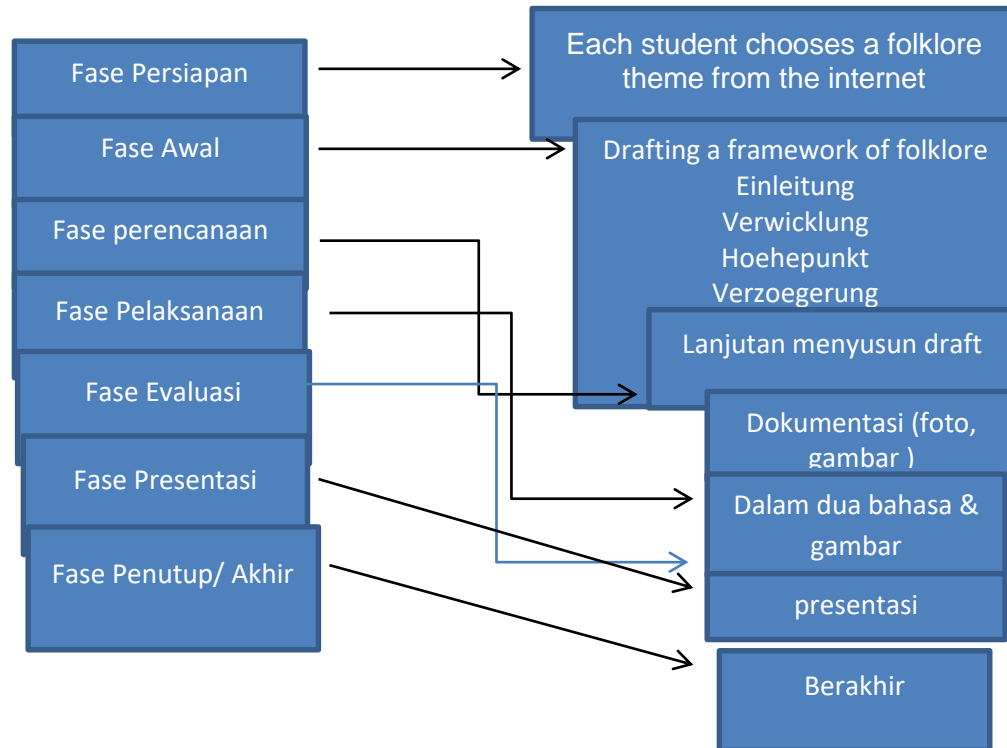 Fase Persiapan
Fase Awal
Fase perencanaan
Fase Pelaksanaan
Fase Evaluasi
Fase Presentasi
Fase Penutup/ Akhir
Each student chooses a folklore
theme from the internet
Drafting a framework of folklore
Einleitung
Verwicklung
Hoehepunkt
Verzoegerung
Lanjutan menyusun draft
Dokumentasi (foto,
gambar )
Dalam dua bahasa &
gambar
presentasi
Berakhir